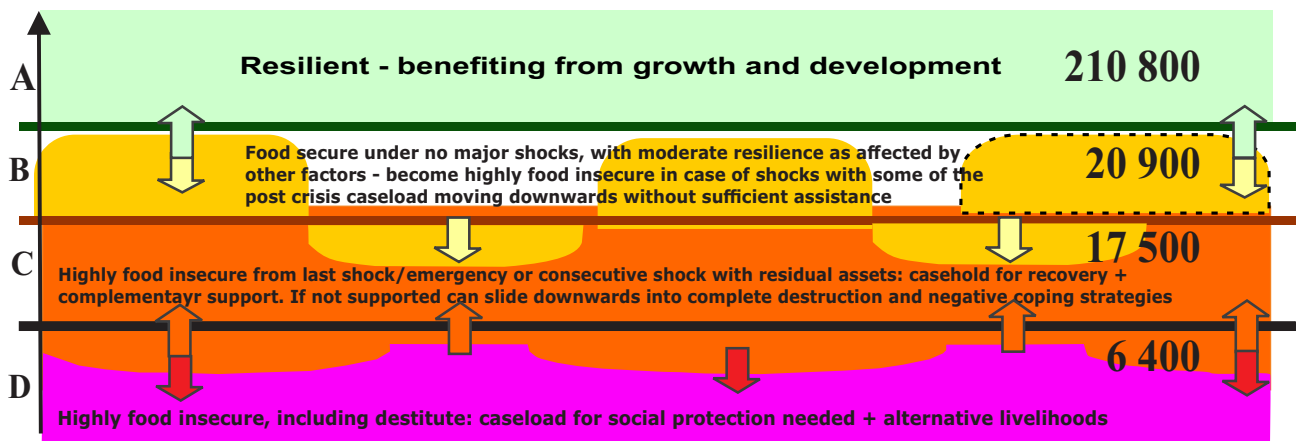 A
Resilient - benefiting from growth and development
210 800
B
Food secure under no major shocks, with moderate resilience as affected by
other factors - become highly food insecure in case of shocks with some of the
post crisis caseload moving downwards without sufficient assistance
20 900
C
17 500
Highly food insecure from last shock/emergency or consecutive shock with residual assets: casehold for recovery +
complementayr support. If not supported can slide downwards into complete destruction and negative coping strategies
6 400
D
Highly food insecure, including destitute: caseload for social protection needed + alternative livelihoods